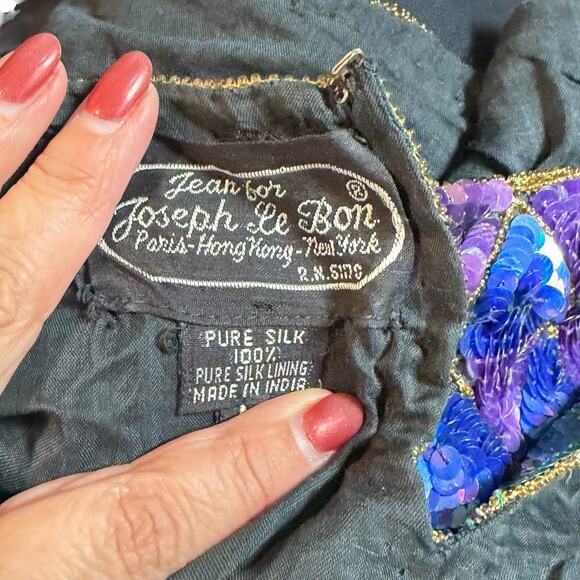 Jean for
Joseph Le Bon ®
Paris-Hong Kong-New York
R.N.51170
PURE SILK
100%
PURE SILK LINING
MADE IN INDIA